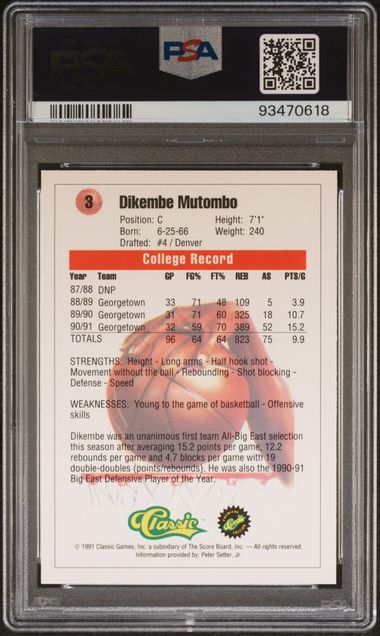 PSA
PSA
93470618
3 Dikembe Mutombo
Position: C Height: 7'1"
Born: 6-25-66 Weight: 240
Drafted: #4 / Denver
College Record
Year Team GP FG% FT% REB AS PTS/G
87/88 DNP
88/89 Georgetown 33 71 48 109 5 3.9
89/90 Georgetown 31 71 60 325 18 10.7
90/91 Georgetown 32 59 70 389 52 15.2
TOTALS 96 64 64 823 75 9.9
STRENGTHS: Height - Long arms - Half hook shot -
Movement without the ball - Rebounding - Shot blocking -
Defense - Speed
WEAKNESSES: Young to the game of basketball - Offensive
skills
Dikembe was an unanimous first team All-Big East selection
this season after averaging 15.2 points per game, 12.2
rebounds per game and 4.7 blocks per game with 19
double-doubles (points/rebounds). He was also the 1990-91
Big East Defensive Player of the Year.
Classic
© 1991 Classic Games, Inc. a subsidiary of The Score Board, Inc. — All rights reserved
Information provided by: Peter Setter, Jr.